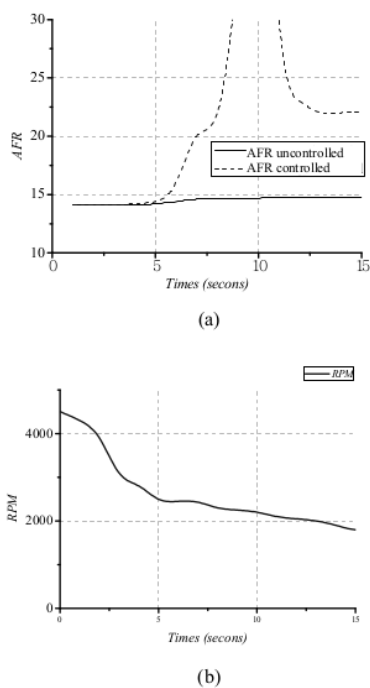 30
25
20
15
10
AFR
AFR uncontrolled
AFR controlled
0
5
10
15
Times (secons)
(a)
RPM
4000
2000
0
RPM
0
5
10
15
Times (secons)
(b)